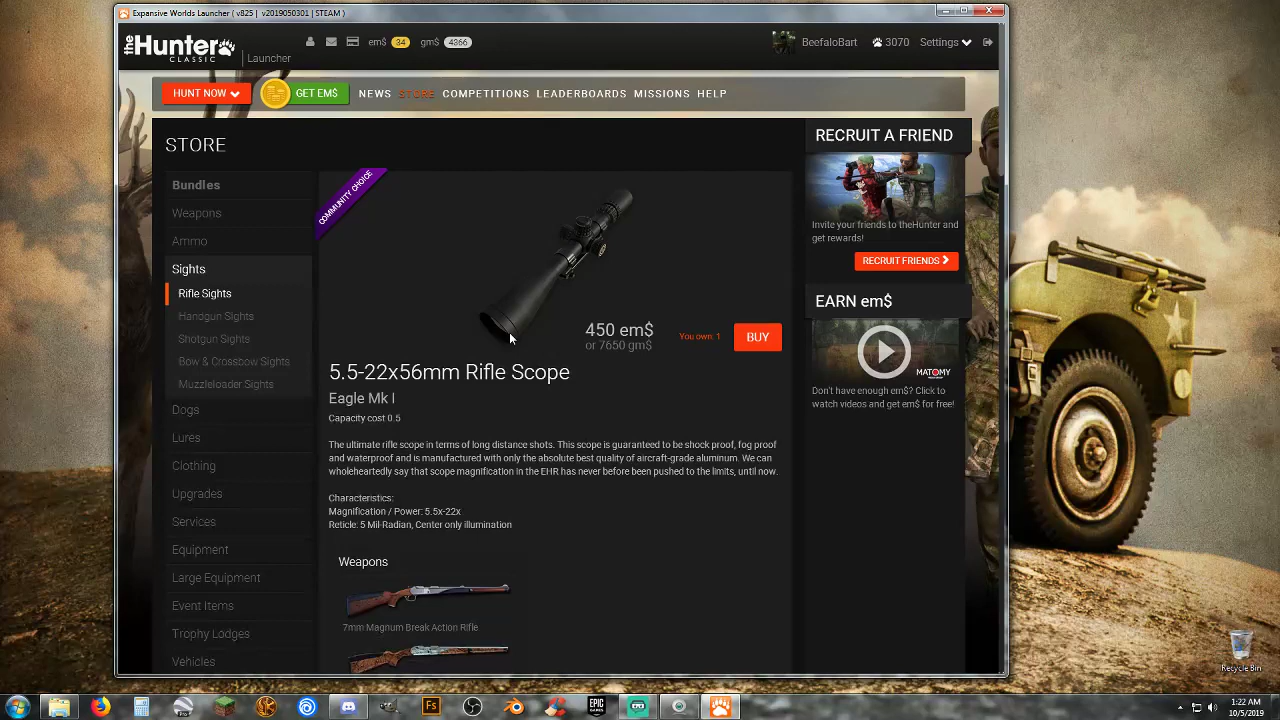 Expansive Worlds Launcher ( v825 | v2019050301 | STEAM )
theHunter CLASSIC
Launcher
em$ 34 gm$ 4366
BeefaloBart 3070 Settings
HUNT NOW GET EM$ NEWS STORE COMPETITIONS LEADERBOARDS MISSIONS HELP
STORE
Bundles
Weapons
Ammo
Sights
Rifle Sights
Handgun Sights
Shotgun Sights
Bow & Crossbow Sights
Muzzleloader Sights
Dogs
Lures
Clothing
Upgrades
Services
Equipment
Large Equipment
Event Items
Trophy Lodges
Vehicles
COMMUNITY CHOICE
450 em$
or 7650 gm$
You own: 1
BUY
5.5-22x56mm Rifle Scope
Eagle Mk I
Capacity cost 0.5
The ultimate rifle scope in terms of long distance shots. This scope is guaranteed to be shock proof, fog proof
and waterproof and is manufactured with only the absolute best quality of aircraft-grade aluminum. We can
wholeheartedly say that scope magnification in the EHR has never before been pushed to the limits, until now.
Characteristics:
Magnification / Power: 5.5x-22x
Reticle: 5 Mil-Radian, Center only illumination
Weapons
7mm Magnum Break Action Rifle
RECRUIT A FRIEND
Invite your friends to theHunter and
get rewards!
RECRUIT FRIENDS
EARN em$
MATOMY
Don't have enough em$? Click to
watch videos and get em$ for free!
Recycle Bin
Fs
EPIC
GAMES
1:22 AM
10/5/2019